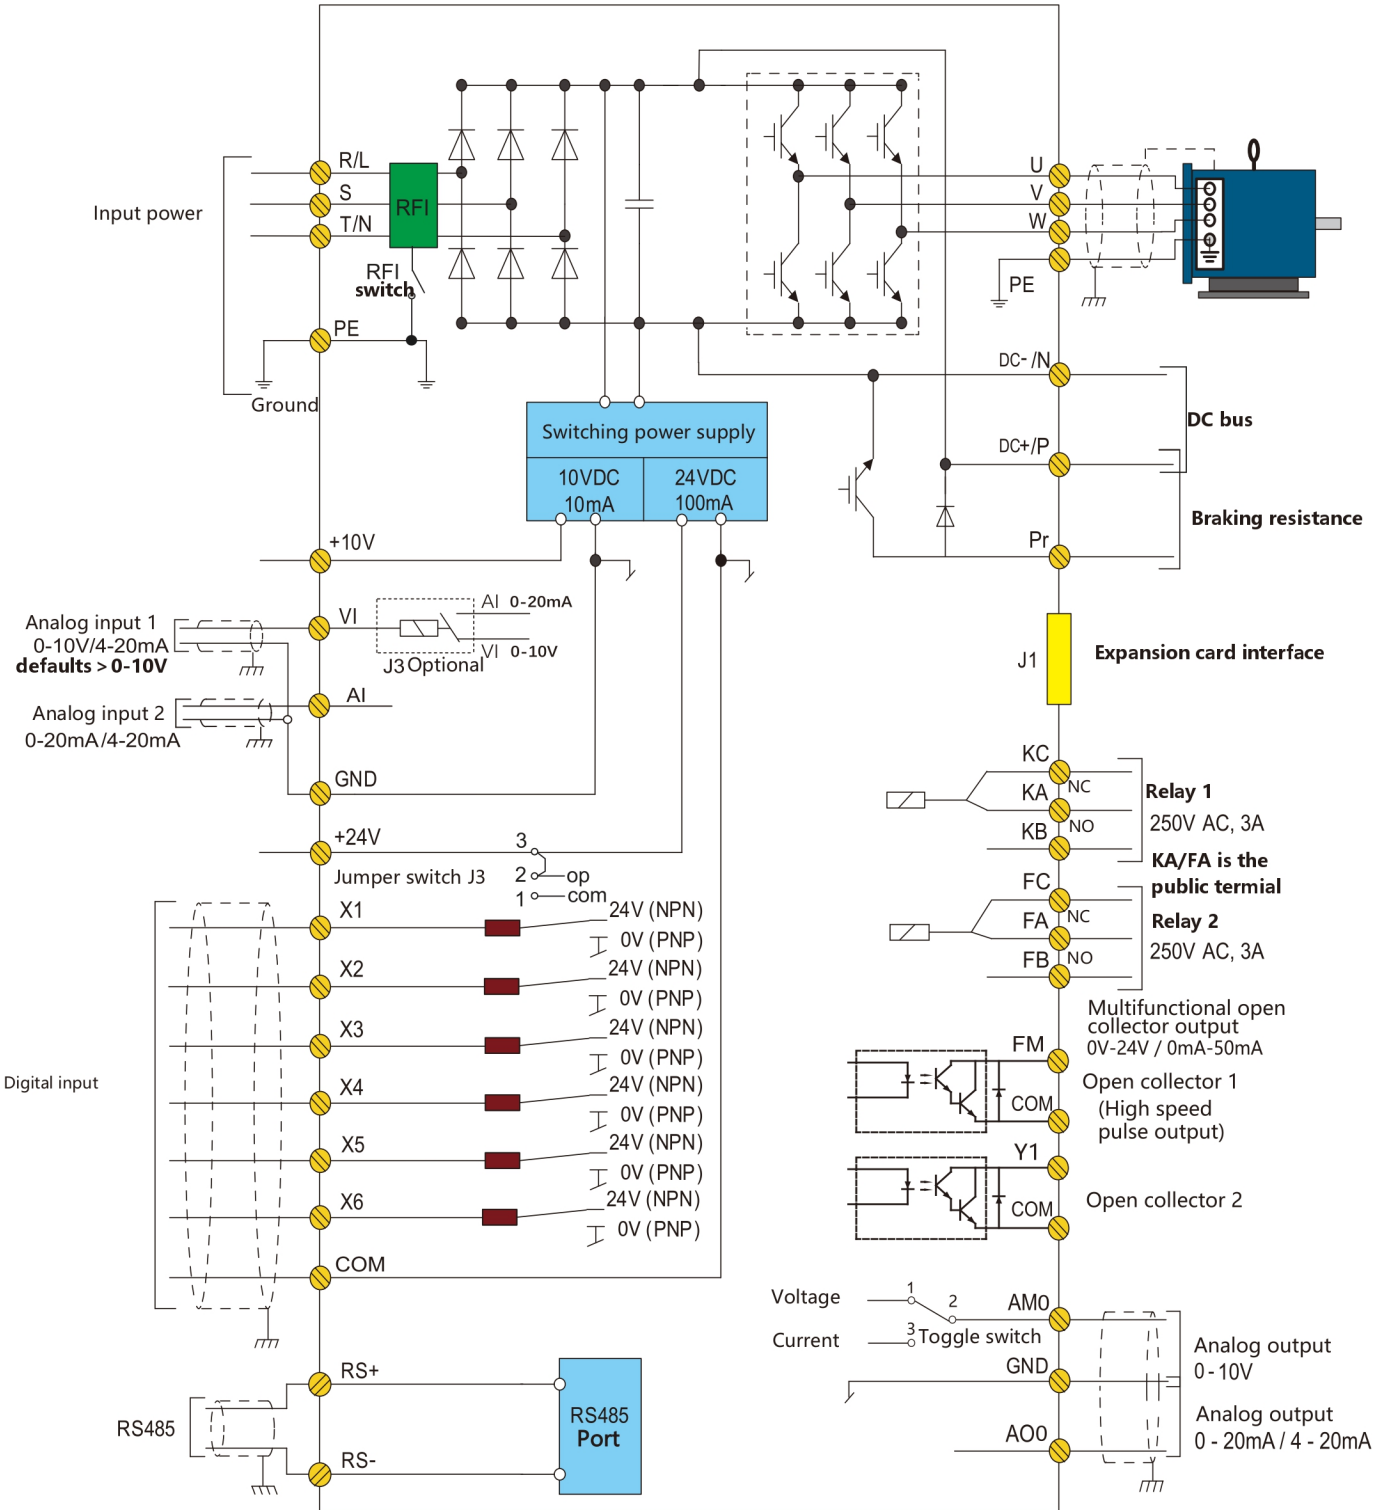 R/L
S
T/N
RFI
Input power
RFI
switch
PE
Ground
U
V
W
PE
DC- /N
DC bus
DC+/P
Braking resistance
Pr
Switching power supply
10VDC
10mA
24VDC
100mA
+10V
VI
AI 0-20mA
VI 0-10V
J3 Optional
Analog input 1
0-10V/4-20mA
defaults > 0-10V
AI
Analog input 2
0-20mA/4-20mA
GND
+24V
Jumper switch J3
3
2
op
1
com
J1
Expansion card interface
X1
24V (NPN)
0V (PNP)
X2
24V (NPN)
0V (PNP)
X3
24V (NPN)
0V (PNP)
X4
24V (NPN)
0V (PNP)
X5
24V (NPN)
0V (PNP)
X6
24V (NPN)
0V (PNP)
Digital input
COM
RS+
RS485
RS485
Port
RS-
KC
NC
KA
NO
KB
Relay 1
250V AC, 3A
KA/FA is the
public termial
FC
NC
FA
NO
FB
Relay 2
250V AC, 3A
Multifunctional open
collector output
0V-24V / 0mA-50mA
FM
Open collector 1
(High speed
pulse output)
COM
Y1
Open collector 2
COM
Voltage
1
2
AM0
Current
3
Toggle switch
GND
Analog output
0-10V
AO0
Analog output
0 - 20mA / 4 - 20mA